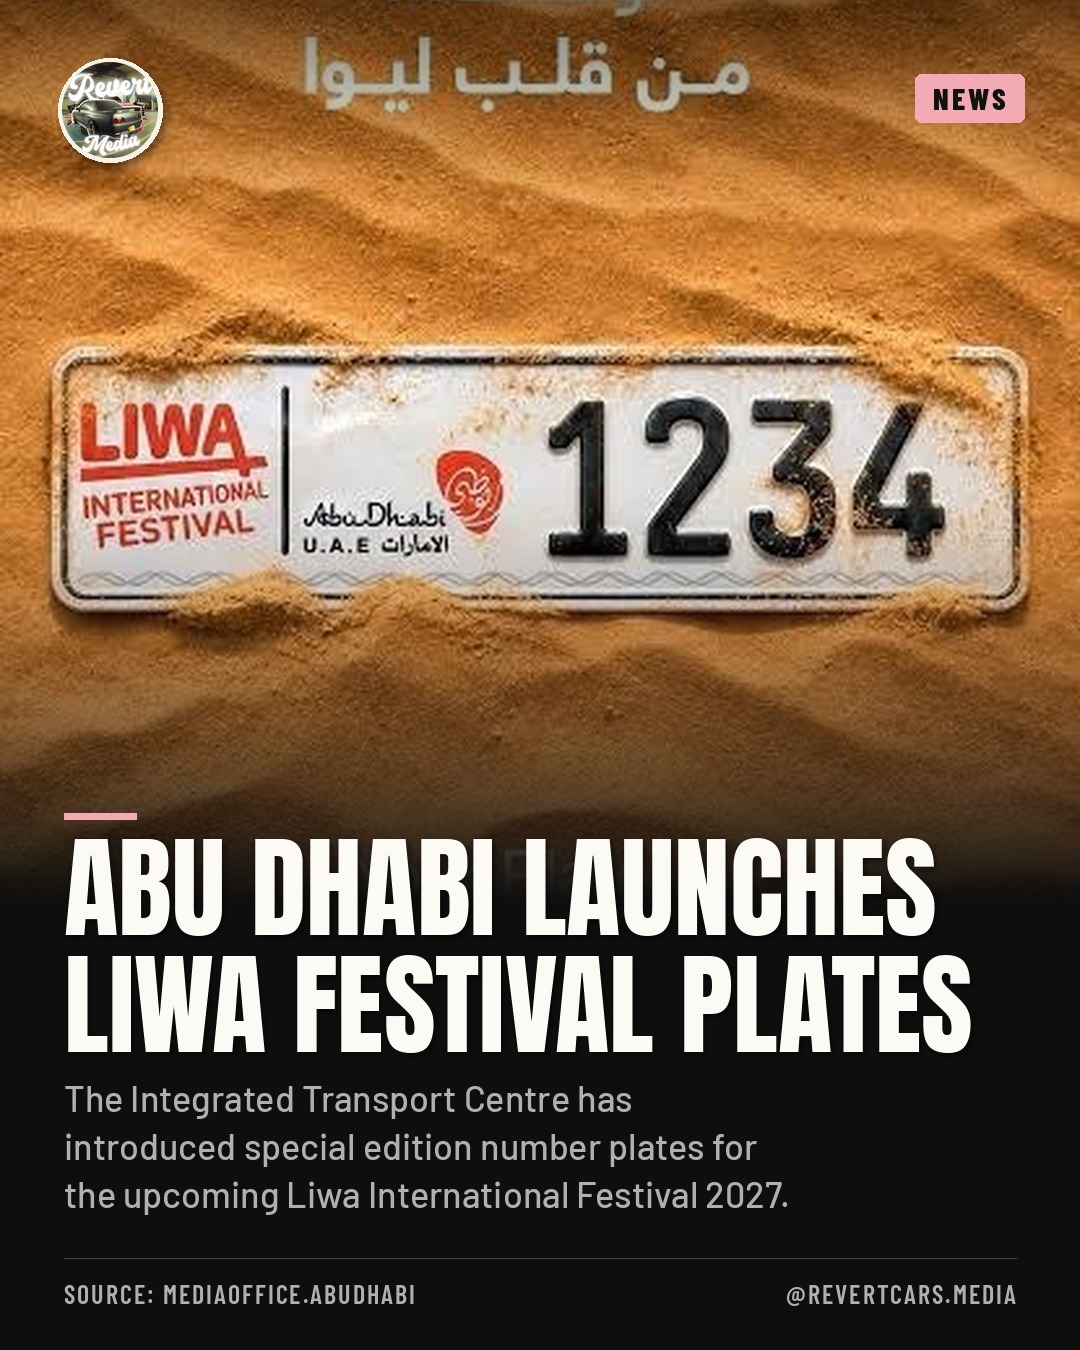 من قلب ليوا
Revert
Media
NEWS
LIWA
INTERNATIONAL
FESTIVAL
AbuDhabi
U.A.E الامارات
1234
ABU DHABI LAUNCHES
LIWA FESTIVAL PLATES
The Integrated Transport Centre has
introduced special edition number plates for
the upcoming Liwa International Festival 2027.
SOURCE: MEDIAOFFICE.ABUDHABI
@REVERTCARS.MEDIA